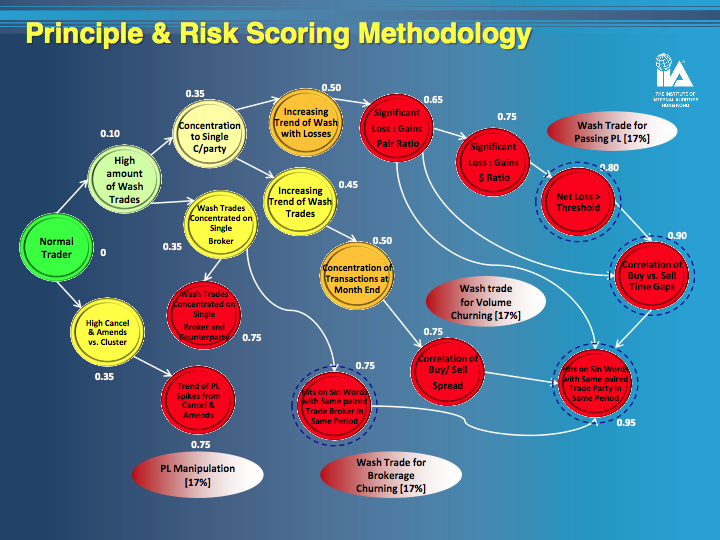 Principle & Risk Scoring Methodology
IIA
THE INSTITUTE OF
INTERNAL AUDITORS
HONG KONG
0.35
0.50
0.65
0.75
0.10
Concentration
to Single
C/party
Increasing
Trend of Wash
with Losses
Significant
Loss : Gains
Pair Ratio
Significant
Loss : Gains
$ Ratio
Wash Trade for
Passing PL [17%]
High
amount
of Wash
Trades
0.80
Net Loss >
Threshold
Increasing
Trend of Wash
Trades
0.45
Wash Trades
Concentrated on
Single
Broker
0.35
Normal
Trader
0
0.50
Concentration of
Transactions at
Month End
0.90
Correlation of
Buy vs. Sell
Time Gaps
Wash trade
for Volume
Churning [17%]
Wash Trades
Concentrated on
Single
Broker and
Counterparty
0.75
High Cancel
& Amends
vs. Cluster
0.35
0.75
Correlation of
Buy/ Sell
Spread
0.75
Hits on Sin Words
with Same paired
Trade Broker in
Same Period
Hits on Sin Words
with Same paired
Trade Party in
Same Period
0.95
Trend of PL
Spikes from
Cancel &
Amends
0.75
PL Manipulation
[17%]
Wash Trade for
Brokerage
Churning [17%]